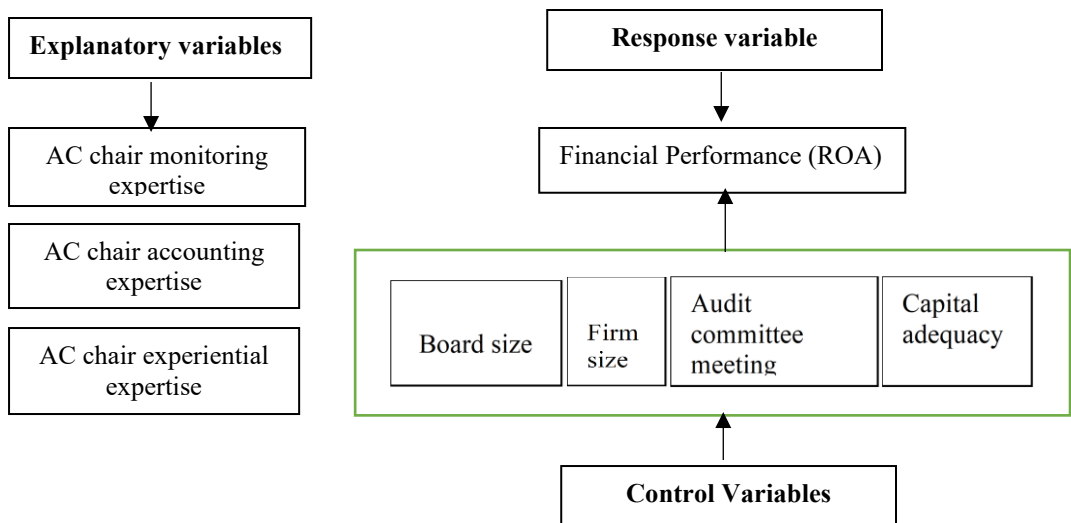 Explanatory variables
AC chair monitoring
expertise
AC chair accounting
expertise
AC chair experiential
expertise
Response variable
Financial Performance (ROA)
Board size
Firm
size
Audit
committee
meeting
Capital
adequacy
Control Variables